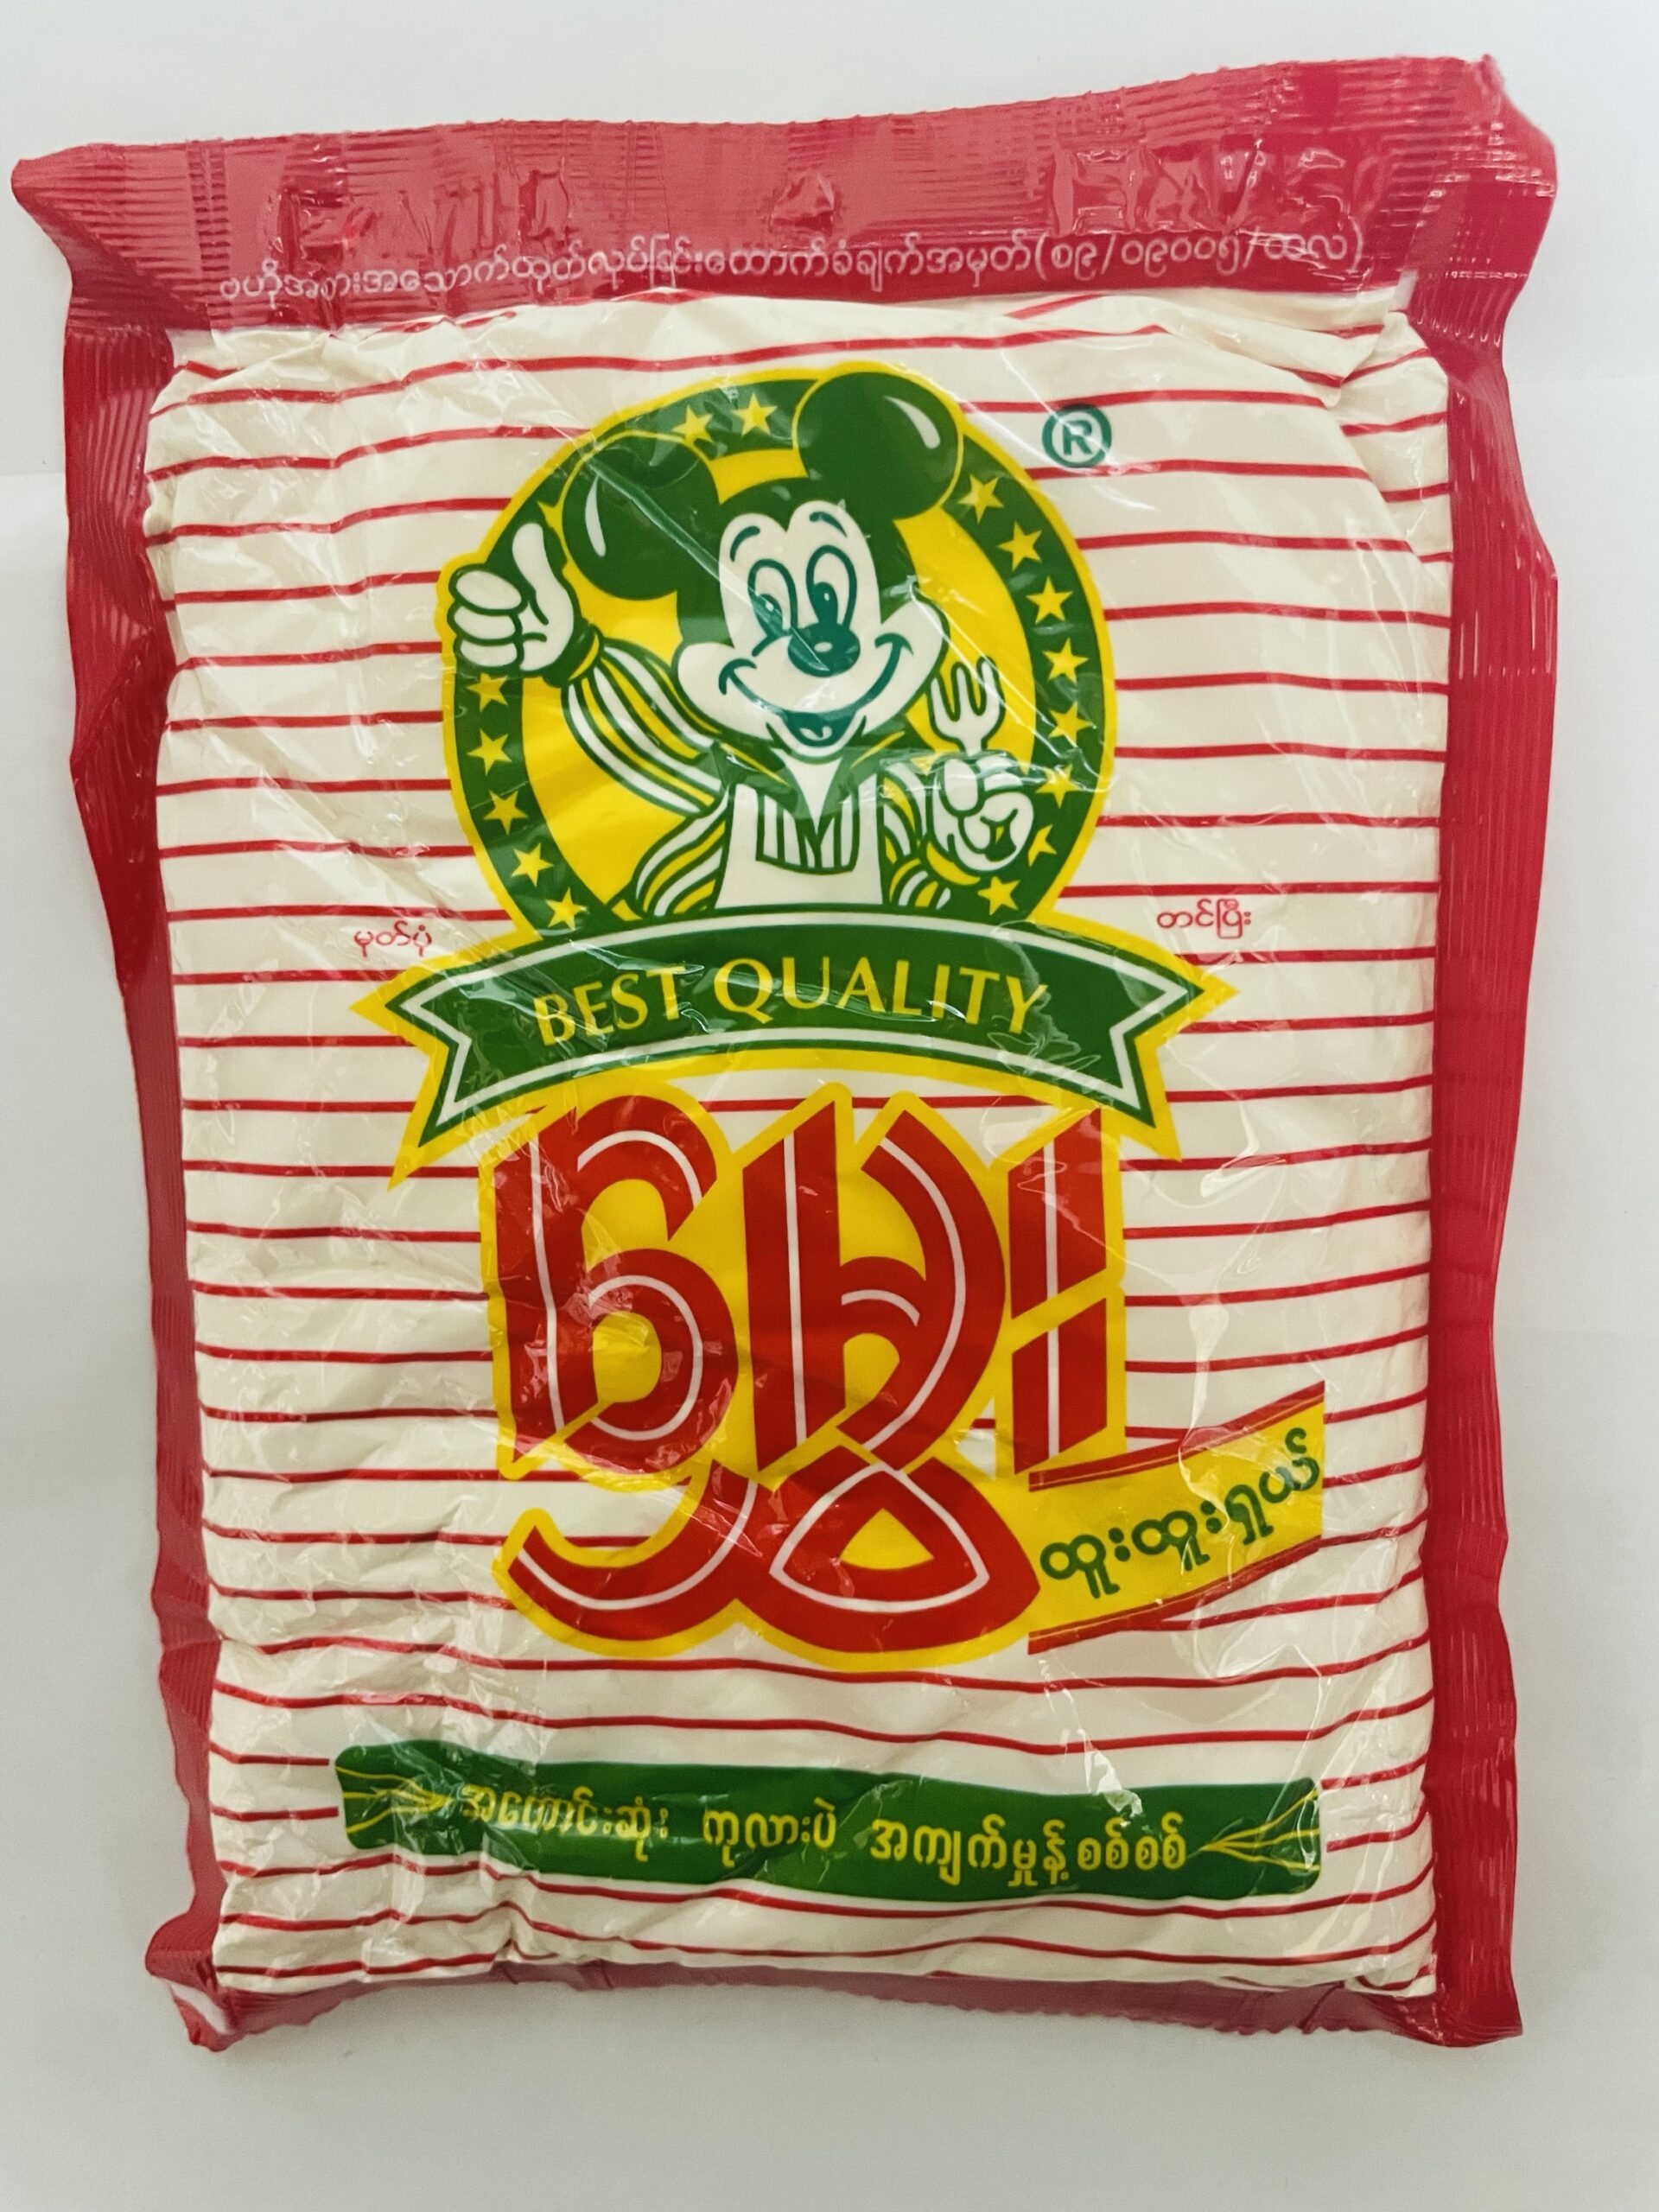 ဗဟိုအစားအသောက်ထုတ်လုပ်ခြင်းထောက်ခံချက်အမှတ်(စ၉/၀၉၀၀၅/ထလ)
®
မှတ်ပုံ တင်ပြီး
BEST QUALITY
ထူးထူးရှယ်
အကောင်းဆုံး ကုလားပဲ အကျက်မှုန့် စစ်စစ်